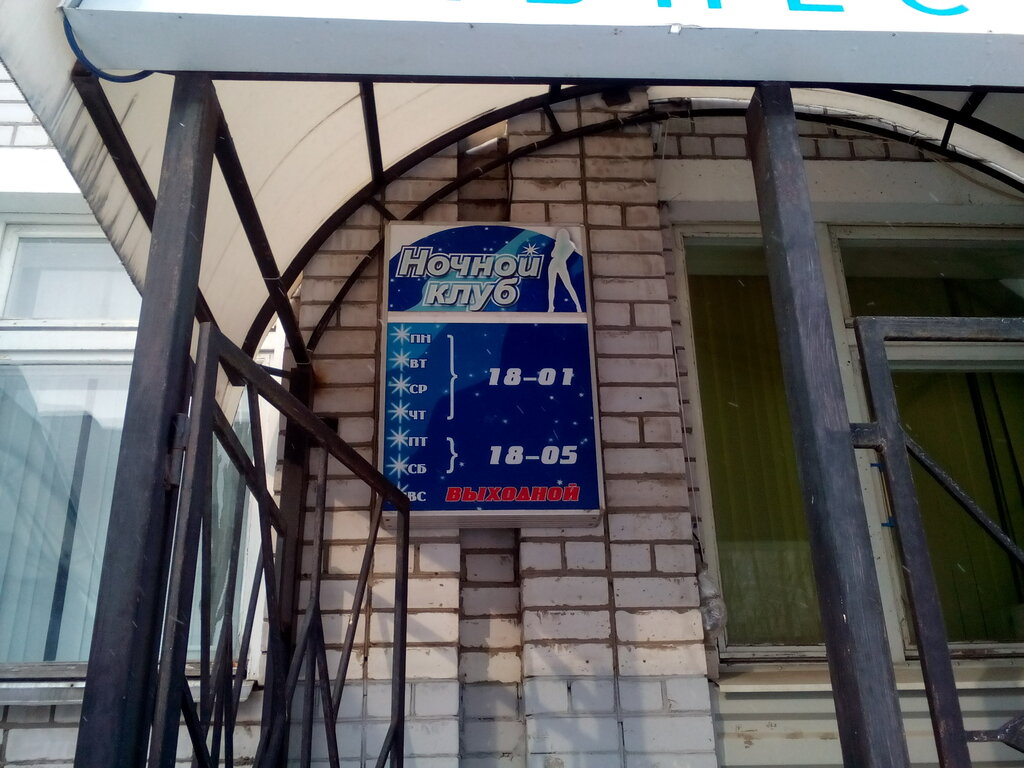 Ночной
клуб
ПН
ВТ
СР
ЧТ
18-01
ПТ
СБ
18-05
ВС ВЫХОДНОЙ